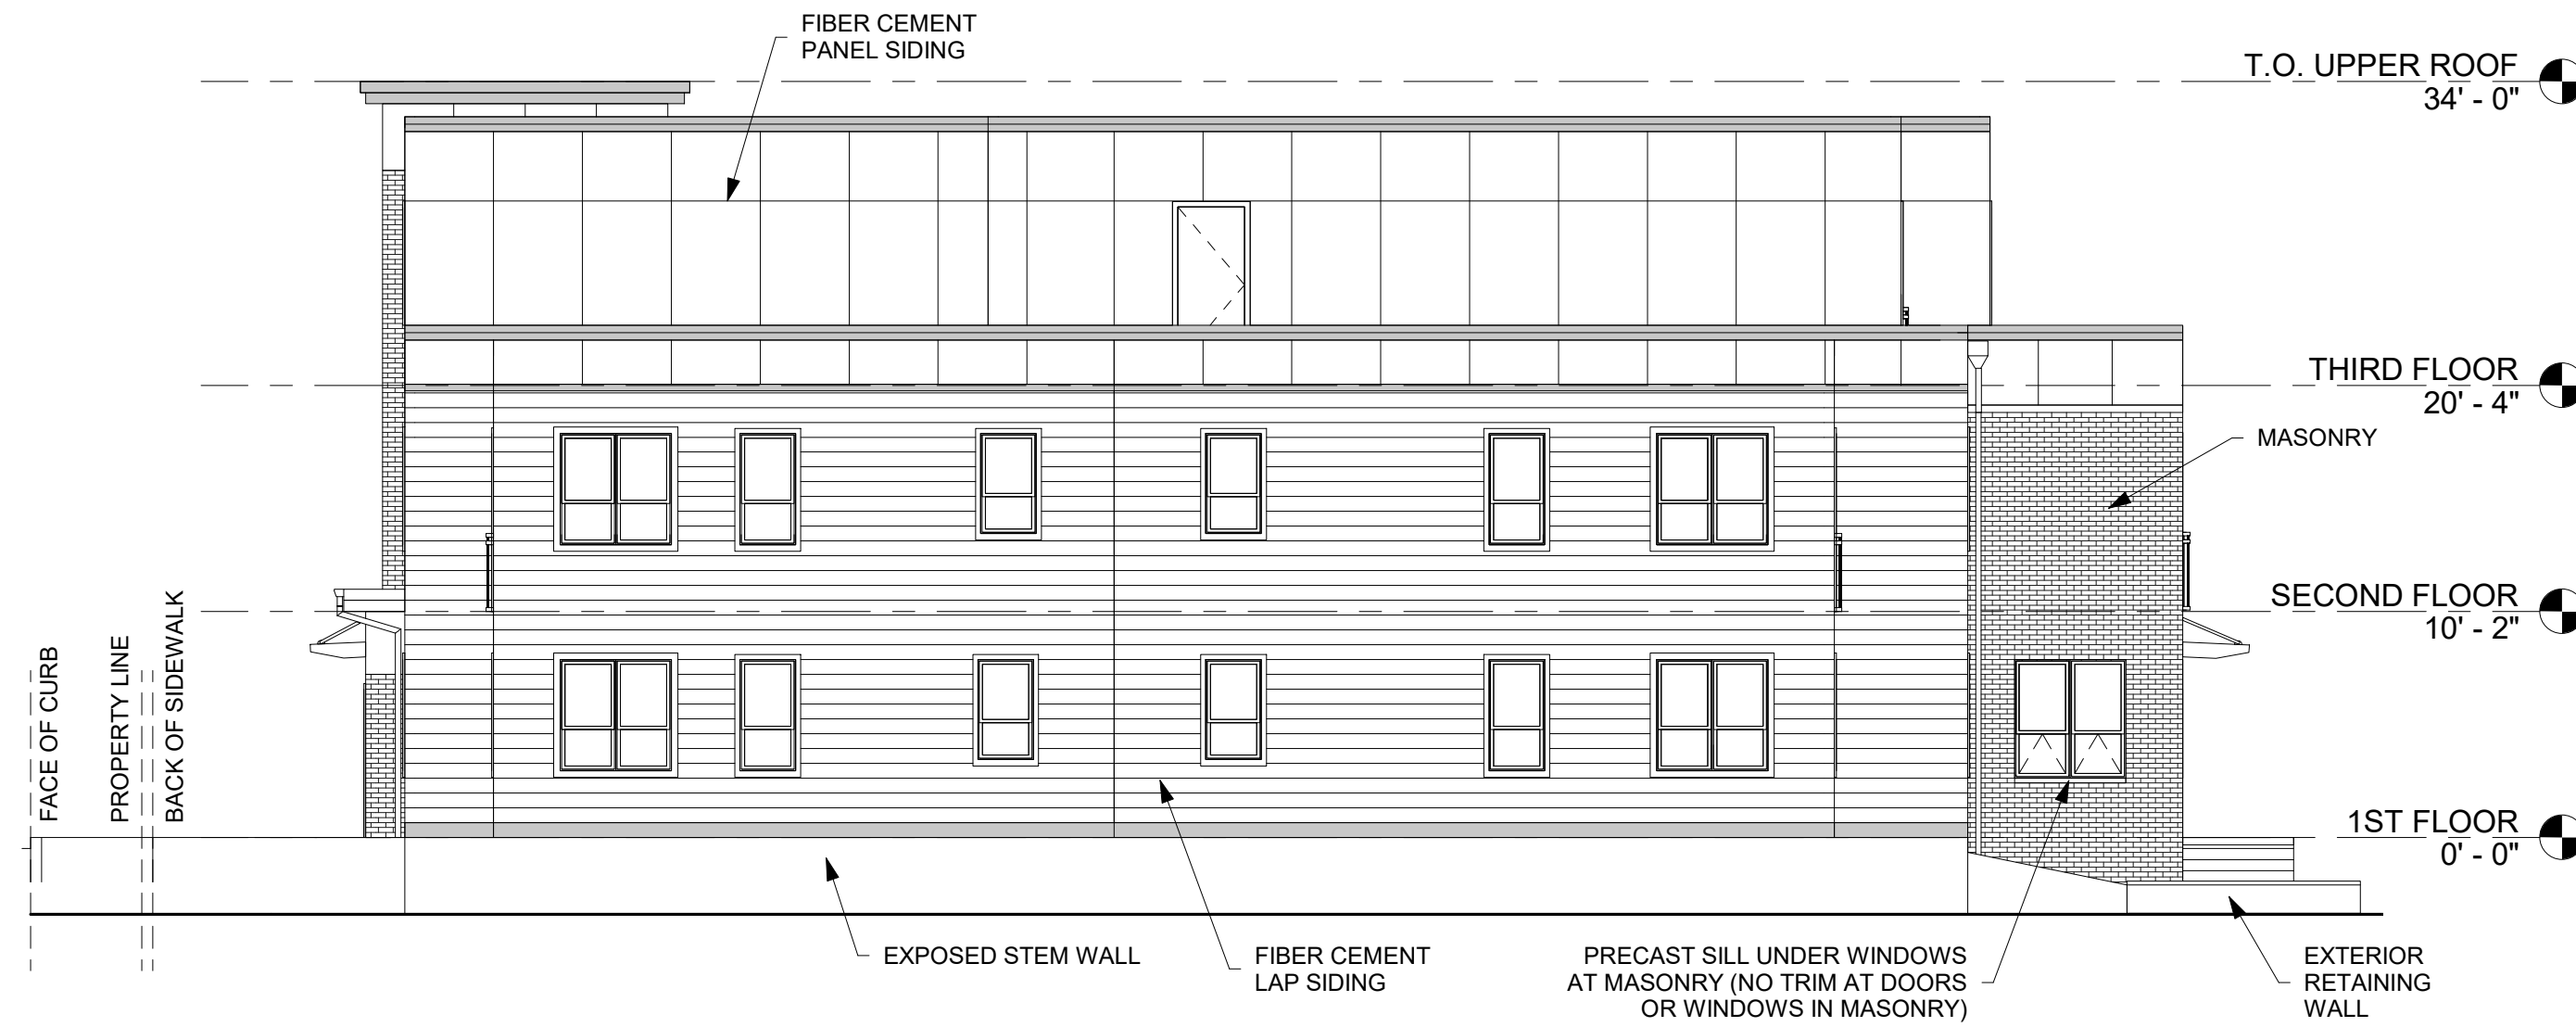 FIBER CEMENT
PANEL SIDING
T.O. UPPER ROOF
34' - 0"
THIRD FLOOR
20' - 4"
MASONRY
SECOND FLOOR
10' - 2"
FACE OF CURB
PROPERTY LINE
BACK OF SIDEWALK
1ST FLOOR
0' - 0"
EXPOSED STEM WALL
FIBER CEMENT
LAP SIDING
PRECAST SILL UNDER WINDOWS
AT MASONRY (NO TRIM AT DOORS
OR WINDOWS IN MASONRY)
EXTERIOR
RETAINING
WALL